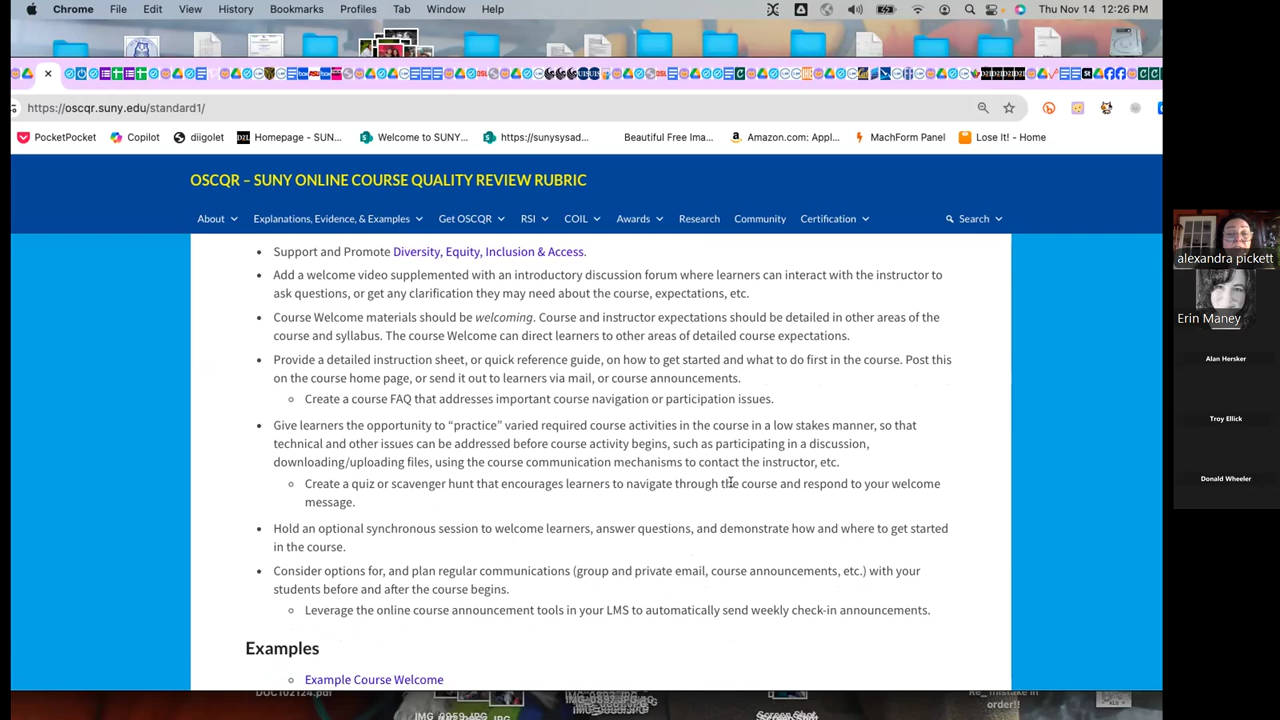 Chrome File Edit View History Bookmarks Profiles Tab Window Help Thu Nov 14 12:26 PM
https://oscqr.suny.edu/standard1/
PocketPocket Copilot diigolet Homepage - SUN... Welcome to SUNY... https://sunysysad... Beautiful Free Ima... Amazon.com: Appl... MachForm Panel Lose It! - Home
OSCQR – SUNY ONLINE COURSE QUALITY REVIEW RUBRIC
About Explanations, Evidence, & Examples Get OSCQR RSI COIL Awards Research Community Certification Search
Support and Promote Diversity, Equity, Inclusion & Access.
Add a welcome video supplemented with an introductory discussion forum where learners can interact with the instructor to
ask questions, or get any clarification they may need about the course, expectations, etc.
Course Welcome materials should be welcoming. Course and instructor expectations should be detailed in other areas of the
course and syllabus. The course Welcome can direct learners to other areas of detailed course expectations.
Provide a detailed instruction sheet, or quick reference guide, on how to get started and what to do first in the course. Post this
on the course home page, or send it out to learners via mail, or course announcements.
Create a course FAQ that addresses important course navigation or participation issues.
Give learners the opportunity to “practice” varied required course activities in the course in a low stakes manner, so that
technical and other issues can be addressed before course activity begins, such as participating in a discussion,
downloading/uploading files, using the course communication mechanisms to contact the instructor, etc.
Create a quiz or scavenger hunt that encourages learners to navigate through the course and respond to your welcome
message.
Hold an optional synchronous session to welcome learners, answer questions, and demonstrate how and where to get started
in the course.
Consider options for, and plan regular communications (group and private email, course announcements, etc.) with your
students before and after the course begins.
Leverage the online course announcement tools in your LMS to automatically send weekly check-in announcements.
Examples
Example Course Welcome
alexandra pickett
Erin Maney
Alan Hersker
Troy Ellick
Donald Wheeler